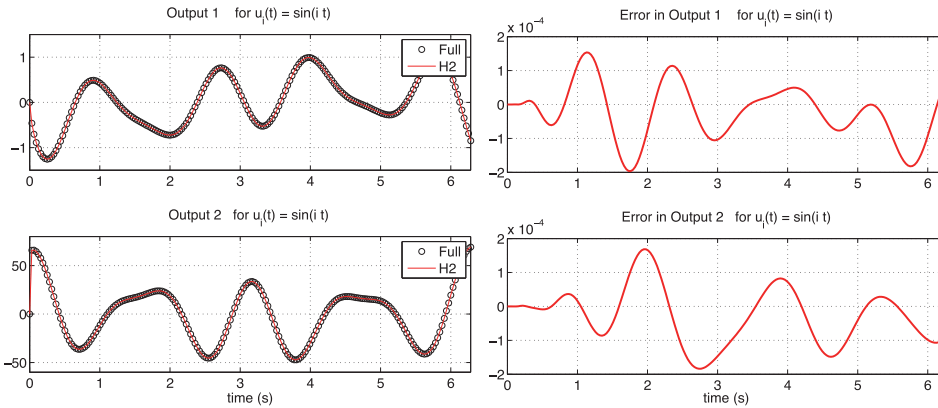 Output 1 for u_i(t) = sin(i t)
1
0
−1
0 1 2 3 4 5 6
Full
H2
Error in Output 1 for u_i(t) = sin(i t)
x 10^-4
2
1
0
−1
−2
0 1 2 3 4 5 6
Output 2 for u_i(t) = sin(i t)
50
0
−50
0 1 2 3 4 5 6
time (s)
Full
H2
Error in Output 2 for u_i(t) = sin(i t)
x 10^-4
2
1
0
−1
−2
0 1 2 3 4 5 6
time (s)